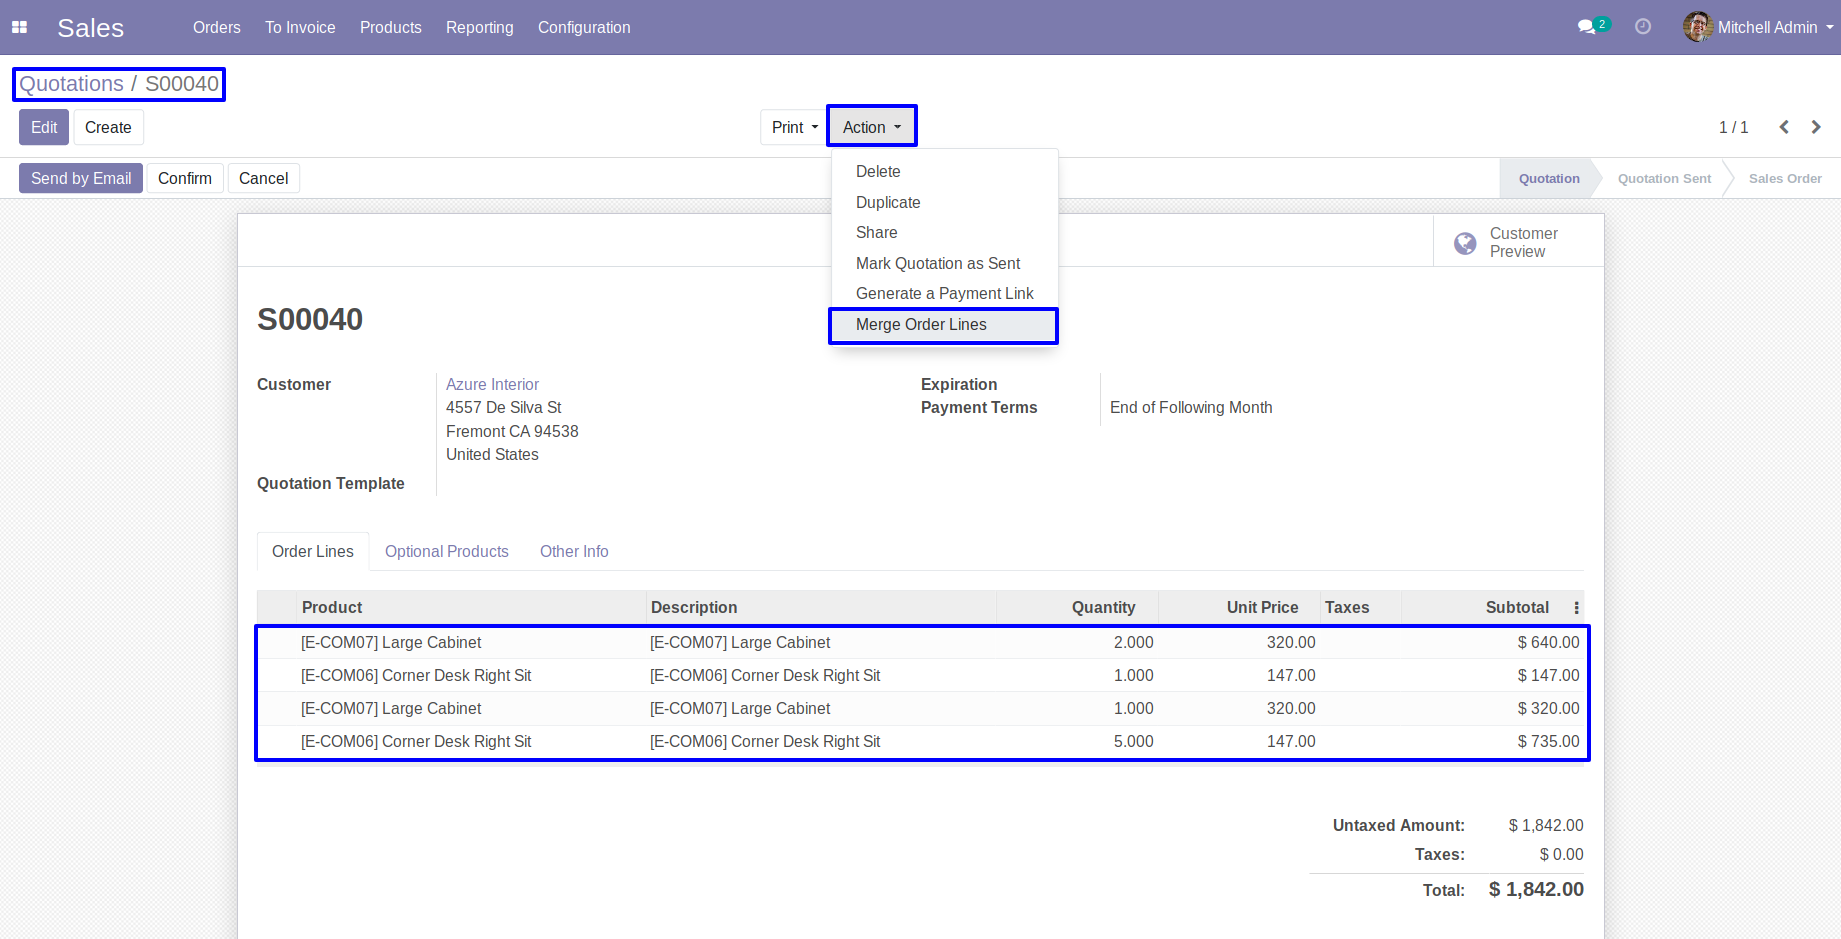 Sales Orders To Invoice Products Reporting Configuration 2 Mitchell Admin
Quotations / S00040
Edit Create Print Action 1 / 1
Send by Email Confirm Cancel Quotation Quotation Sent Sales Order
Delete
Duplicate
Share
Mark Quotation as Sent
Generate a Payment Link
Merge Order Lines
Customer
Preview
S00040
Customer Azure Interior
4557 De Silva St
Fremont CA 94538
United States
Quotation Template
Expiration
Payment Terms End of Following Month
Order Lines Optional Products Other Info
Product Description Quantity Unit Price Taxes Subtotal
[E-COM07] Large Cabinet [E-COM07] Large Cabinet 2.000 320.00 $ 640.00
[E-COM06] Corner Desk Right Sit [E-COM06] Corner Desk Right Sit 1.000 147.00 $ 147.00
[E-COM07] Large Cabinet [E-COM07] Large Cabinet 1.000 320.00 $ 320.00
[E-COM06] Corner Desk Right Sit [E-COM06] Corner Desk Right Sit 5.000 147.00 $ 735.00
Untaxed Amount: $ 1,842.00
Taxes: $ 0.00
Total: $ 1,842.00